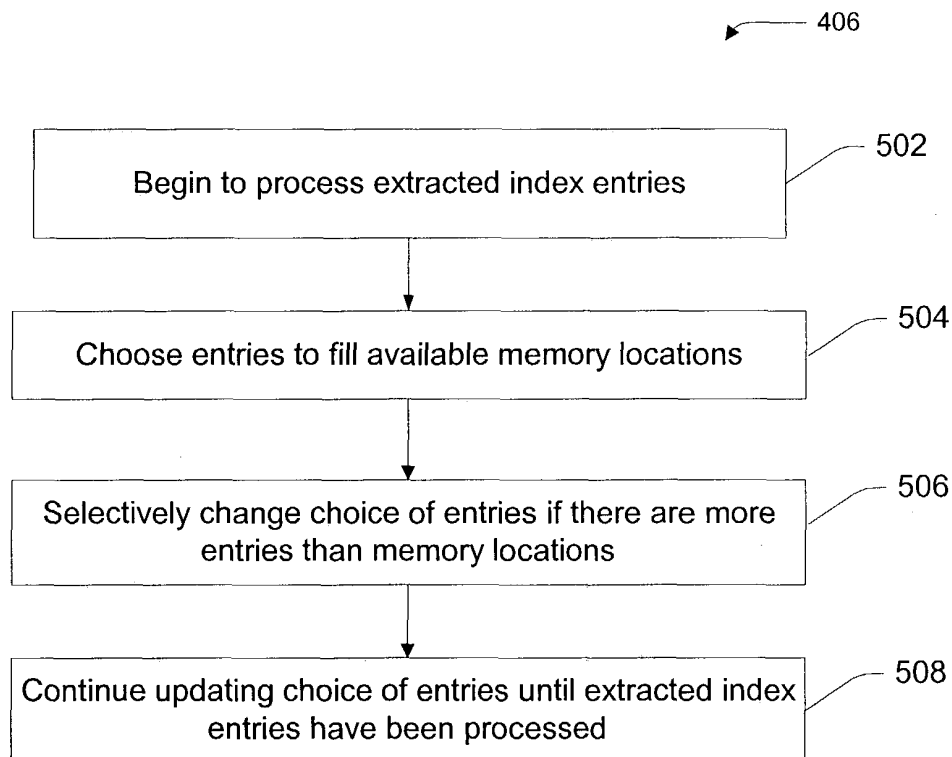 406
502
Begin to process extracted index entries
504
Choose entries to fill available memory locations
506
Selectively change choice of entries if there are more
entries than memory locations
508
Continue updating choice of entries until extracted index
entries have been processed